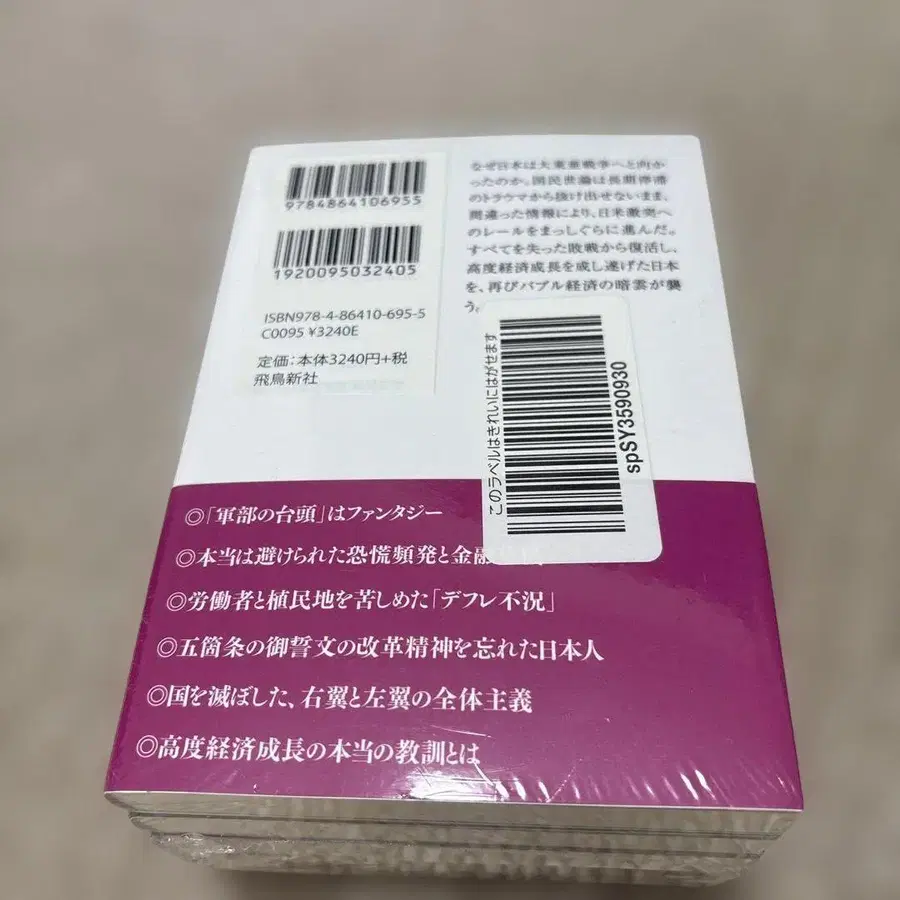 9784864106955
1920095032405
ISBN978-4-86410-695-5
C0095 ¥3240E
定価:本体3240円+税
飛鳥新社
なぜ日本は大東亜戦争へと向か
ったのか。国民世論は長期停滞
のトラウマから抜け出せないまま、
間違った情報により、日米激突へ
のレールをまっしぐらに進んだ。
すべてを失った敗戦から復活し、
高度経済成長を成し遂げた日本
を、再びバブル経済の暗雲が襲
う。
このラベルはきれいにはがせます
spSY3590930
◎「軍部の台頭」はファンタジー
◎本当は避けられた恐慌頻発と金融
◎労働者と植民地を苦しめた「デフレ不況」
◎五箇条の御誓文の改革精神を忘れた日本人
◎国を滅ぼした、右翼と左翼の全体主義
◎高度経済成長の本当の教訓とは